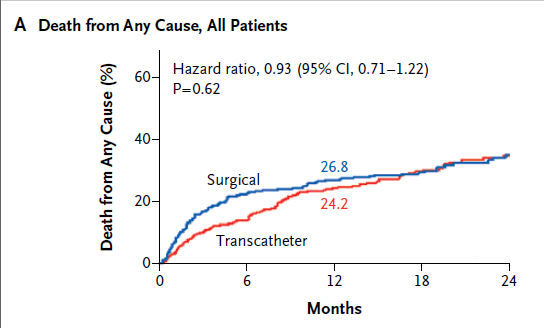 A Death from Any Cause, All Patients
Hazard ratio, 0.93 (95% CI, 0.71–1.22)
P=0.62
Death from Any Cause (%)
60
40
20
0
Surgical
26.8
24.2
Transcatheter
0 6 12 18 24
Months